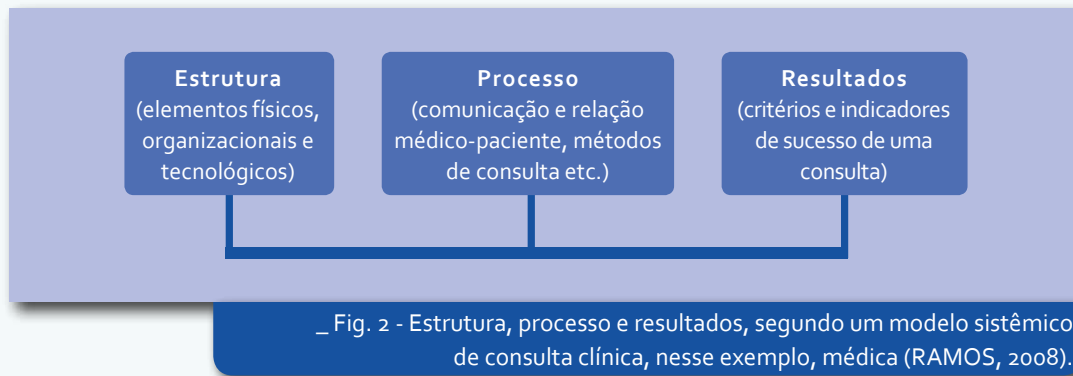 Estrutura
(elementos físicos,
organizacionais e
tecnológicos)
Processo
(comunicação e relação
médico-paciente, métodos
de consulta etc.)
Resultados
(critérios e indicadores
de sucesso de uma
consulta)
_ Fig. 2 - Estrutura, processo e resultados, segundo um modelo sistêmico
de consulta clínica, nesse exemplo, médica (RAMOS, 2008).